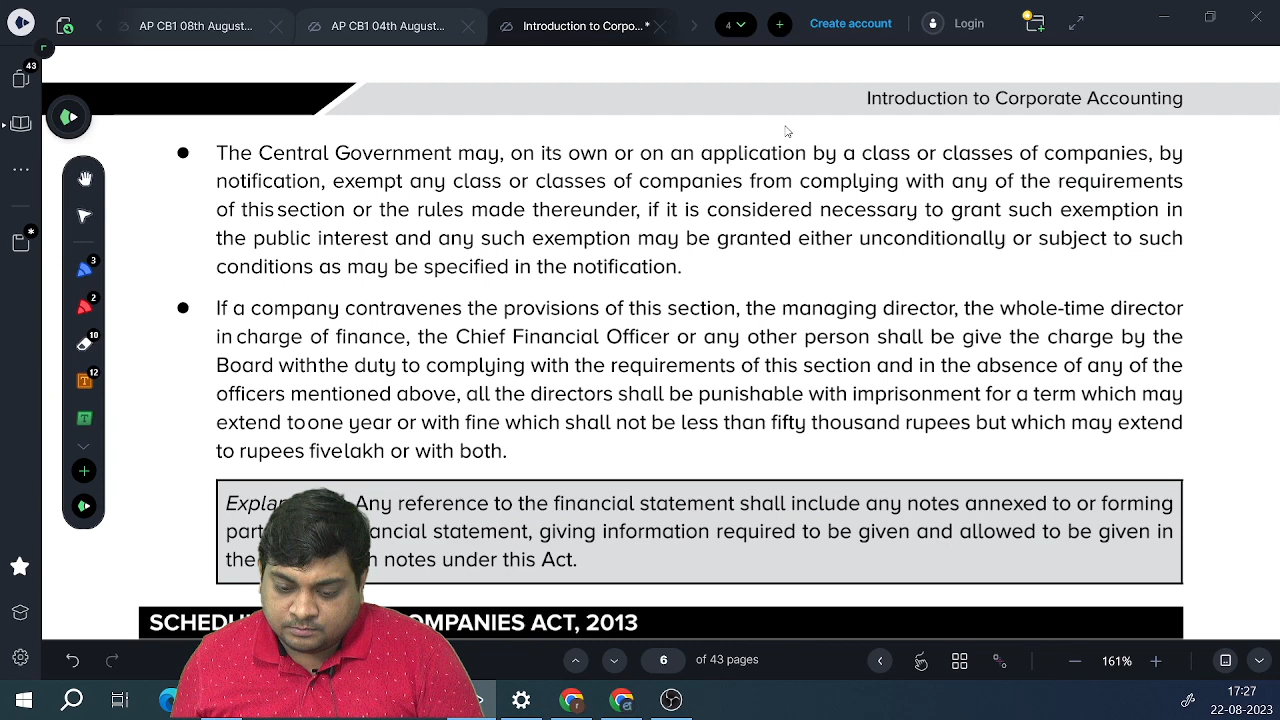 AP CB1 08th August...
AP CB1 04th August...
Introduction to Corpo...*
4
Create account
Login
43
Introduction to Corporate Accounting
The Central Government may, on its own or on an application by a class or classes of companies, by
notification, exempt any class or classes of companies from complying with any of the requirements
of this section or the rules made thereunder, if it is considered necessary to grant such exemption in
the public interest and any such exemption may be granted either unconditionally or subject to such
conditions as may be specified in the notification.
If a company contravenes the provisions of this section, the managing director, the whole-time director
in charge of finance, the Chief Financial Officer or any other person shall be give the charge by the
Board withthe duty to complying with the requirements of this section and in the absence of any of the
officers mentioned above, all the directors shall be punishable with imprisonment for a term which may
extend toone year or with fine which shall not be less than fifty thousand rupees but which may extend
to rupees fivelakh or with both.
3
2
10
12
T
T
Any reference to the financial statement shall include any notes annexed to or forming
part statement, giving information required to be given and allowed to be given in
the notes under this Act.
ACT, 2013
6 of 43 pages
161%
17:27
22-08-2023